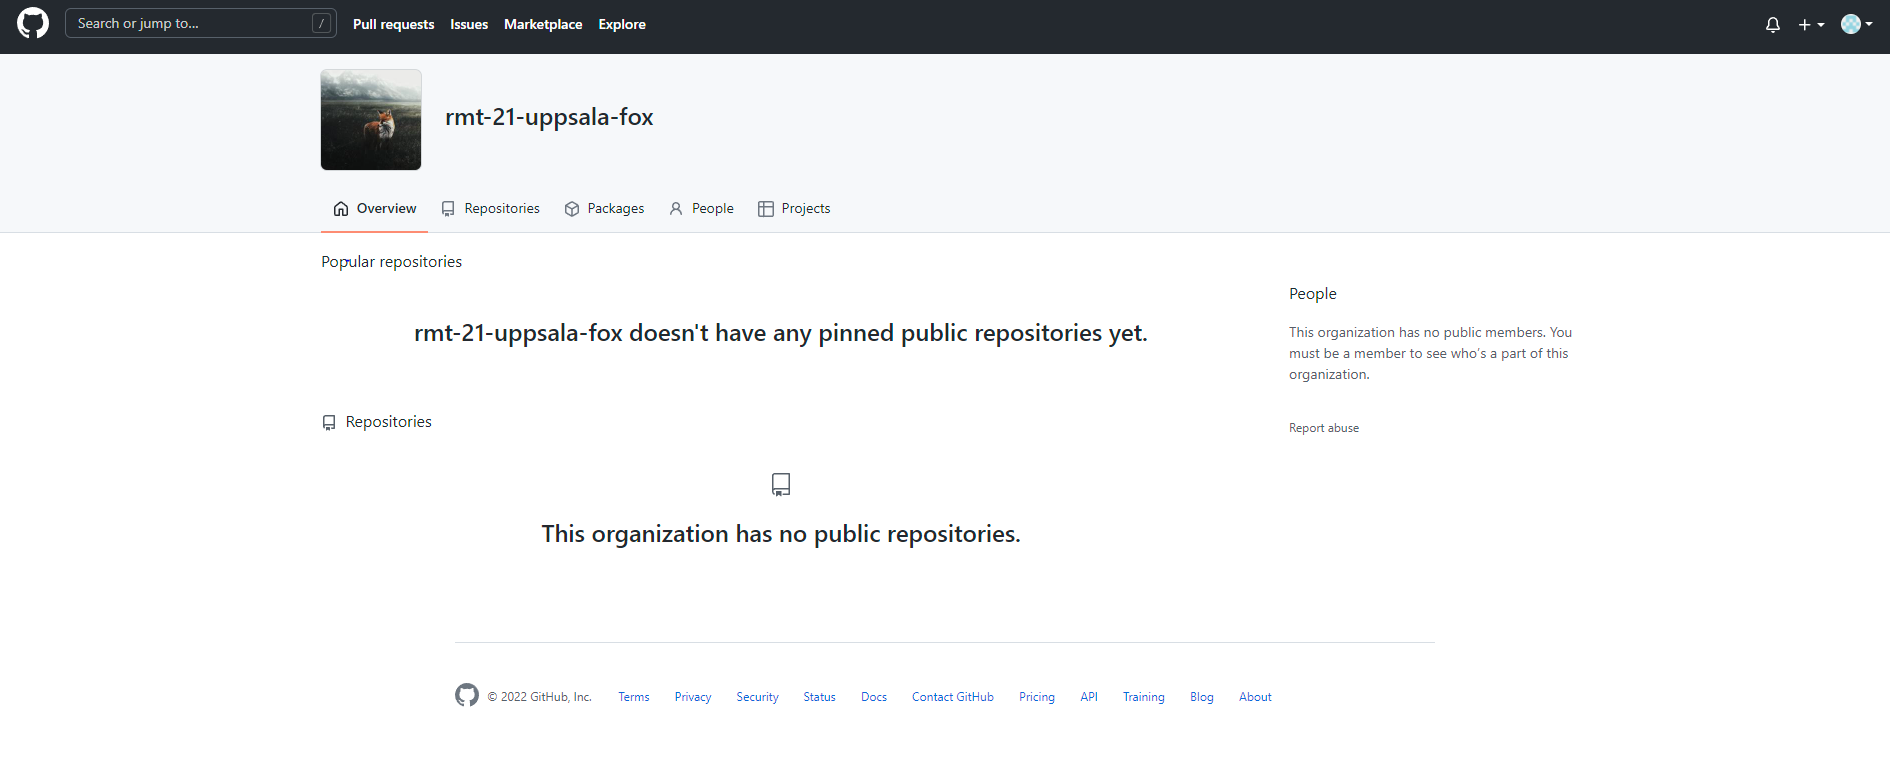 Search or jump to... /
Pull requests Issues Marketplace Explore
rmt-21-uppsala-fox
Overview Repositories Packages People Projects
Popular repositories
rmt-21-uppsala-fox doesn't have any pinned public repositories yet.
Repositories
This organization has no public repositories.
People
This organization has no public members. You
must be a member to see who’s a part of this
organization.
Report abuse
© 2022 GitHub, Inc. Terms Privacy Security Status Docs Contact GitHub Pricing API Training Blog About